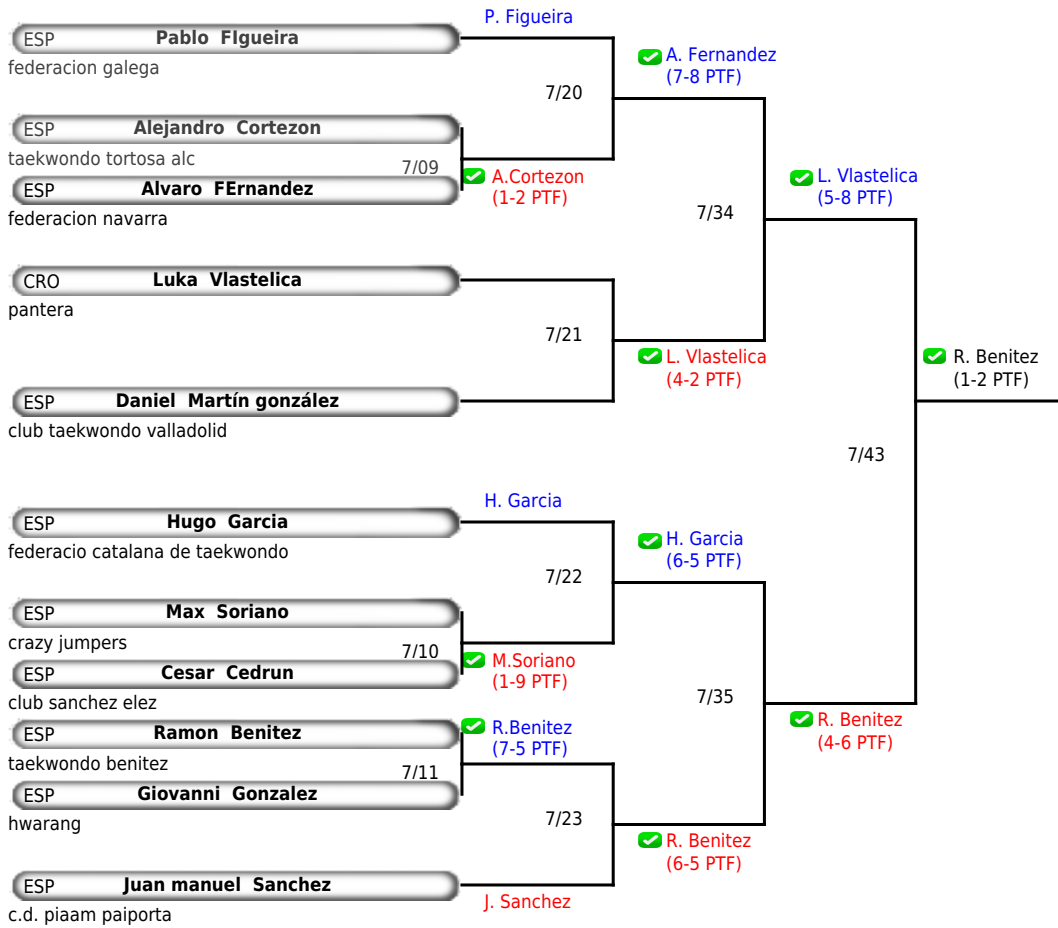 P. Figueira
ESP Pablo FIgueira
federacion galega
A. Fernandez
(7-8 PTF)
7/20
ESP Alejandro Cortezon
taekwondo tortosa alc
7/09
A.Cortezon
(1-2 PTF)
ESP Alvaro FErnandez
federacion navarra
L. Vlastelica
(5-8 PTF)
7/34
CRO Luka Vlastelica
pantera
7/21
L. Vlastelica
(4-2 PTF)
R. Benitez
(1-2 PTF)
ESP Daniel Martín gonzález
club taekwondo valladolid
7/43
H. Garcia
ESP Hugo Garcia
federacio catalana de taekwondo
H. Garcia
(6-5 PTF)
7/22
ESP Max Soriano
crazy jumpers
7/10
M.Soriano
(1-9 PTF)
ESP Cesar Cedrun
club sanchez elez
7/35
R. Benitez
(4-6 PTF)
ESP Ramon Benitez
R.Benitez
(7-5 PTF)
taekwondo benitez
7/11
ESP Giovanni Gonzalez
hwarang
7/23
R. Benitez
(6-5 PTF)
ESP Juan manuel Sanchez
J. Sanchez
c.d. piaam paiporta